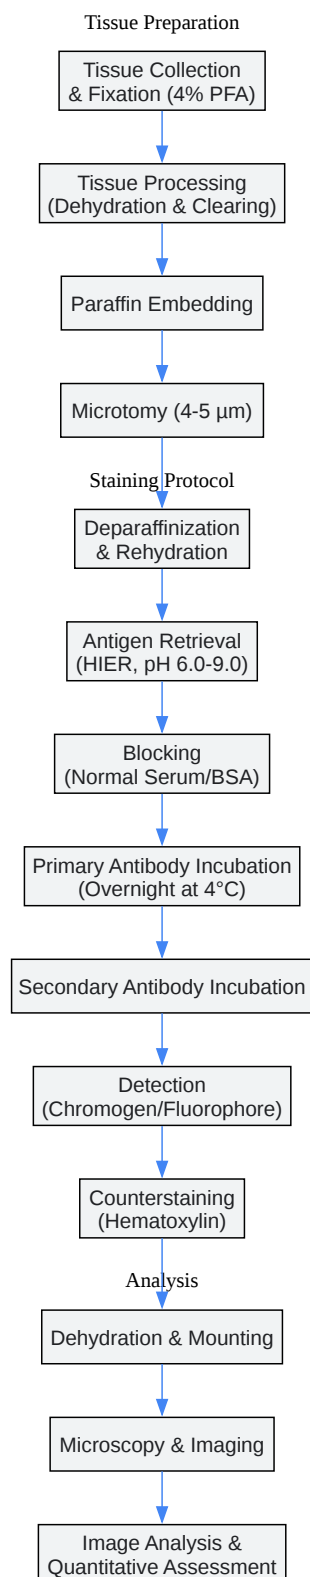 Tissue Preparation
Tissue Collection
& Fixation (4% PFA)
Tissue Processing
(Dehydration & Clearing)
Paraffin Embedding
Microtomy (4-5 µm)
Staining Protocol
Deparaffinization
& Rehydration
Antigen Retrieval
(HIER, pH 6.0-9.0)
Blocking
(Normal Serum/BSA)
Primary Antibody Incubation
(Overnight at 4°C)
Secondary Antibody Incubation
Detection
(Chromogen/Fluorophore)
Counterstaining
(Hematoxylin)
Analysis
Dehydration & Mounting
Microscopy & Imaging
Image Analysis &
Quantitative Assessment